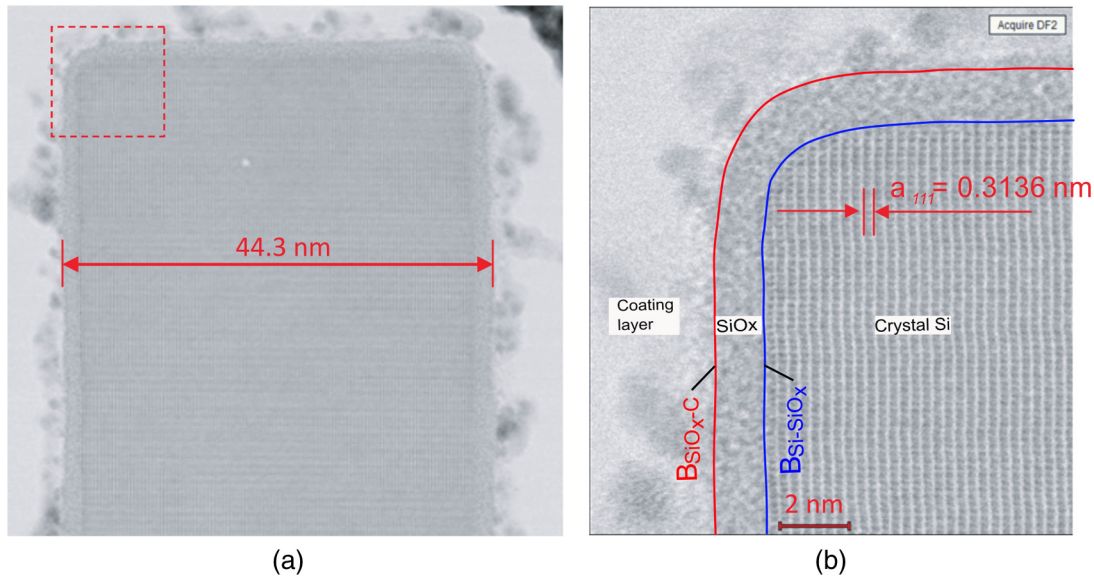 44.3 nm
(a)
Acquire DF2
a 111 = 0.3136 nm
Coating
layer
SiOx
Crystal Si
BSiOx-C
BSi-SiOx
2 nm
(b)